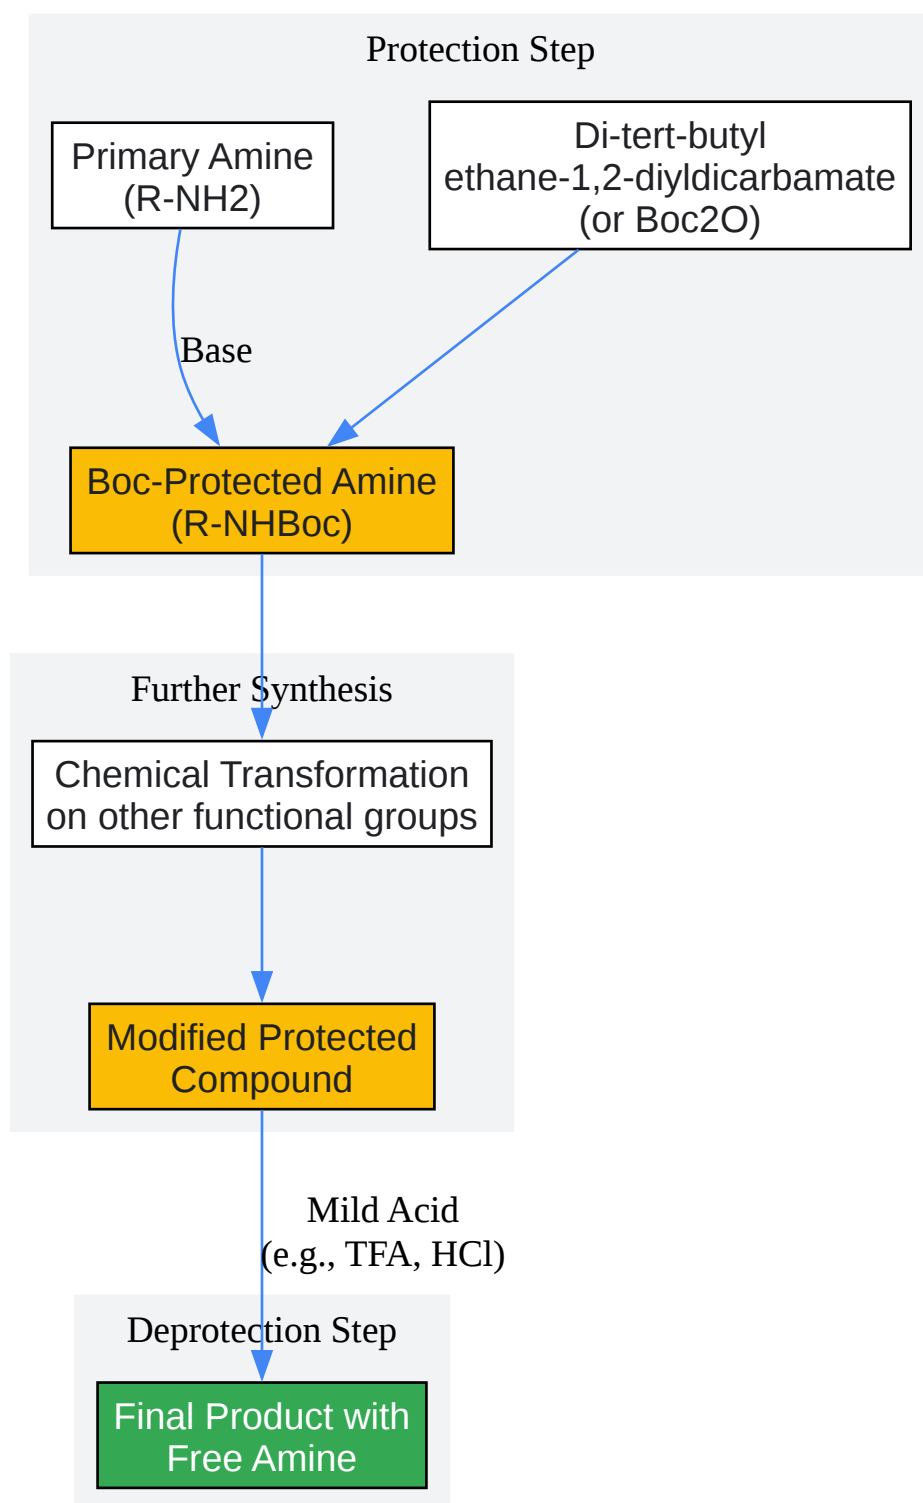 Protection Step
Primary Amine
(R-NH2)
Di-tert-butyl
ethane-1,2-diyldicarbamate
(or Boc2O)
Base
Boc-Protected Amine
(R-NHBoc)
Further Synthesis
Chemical Transformation
on other functional groups
Modified Protected
Compound
Mild Acid
(e.g., TFA, HCl)
Deprotection Step
Final Product with
Free Amine